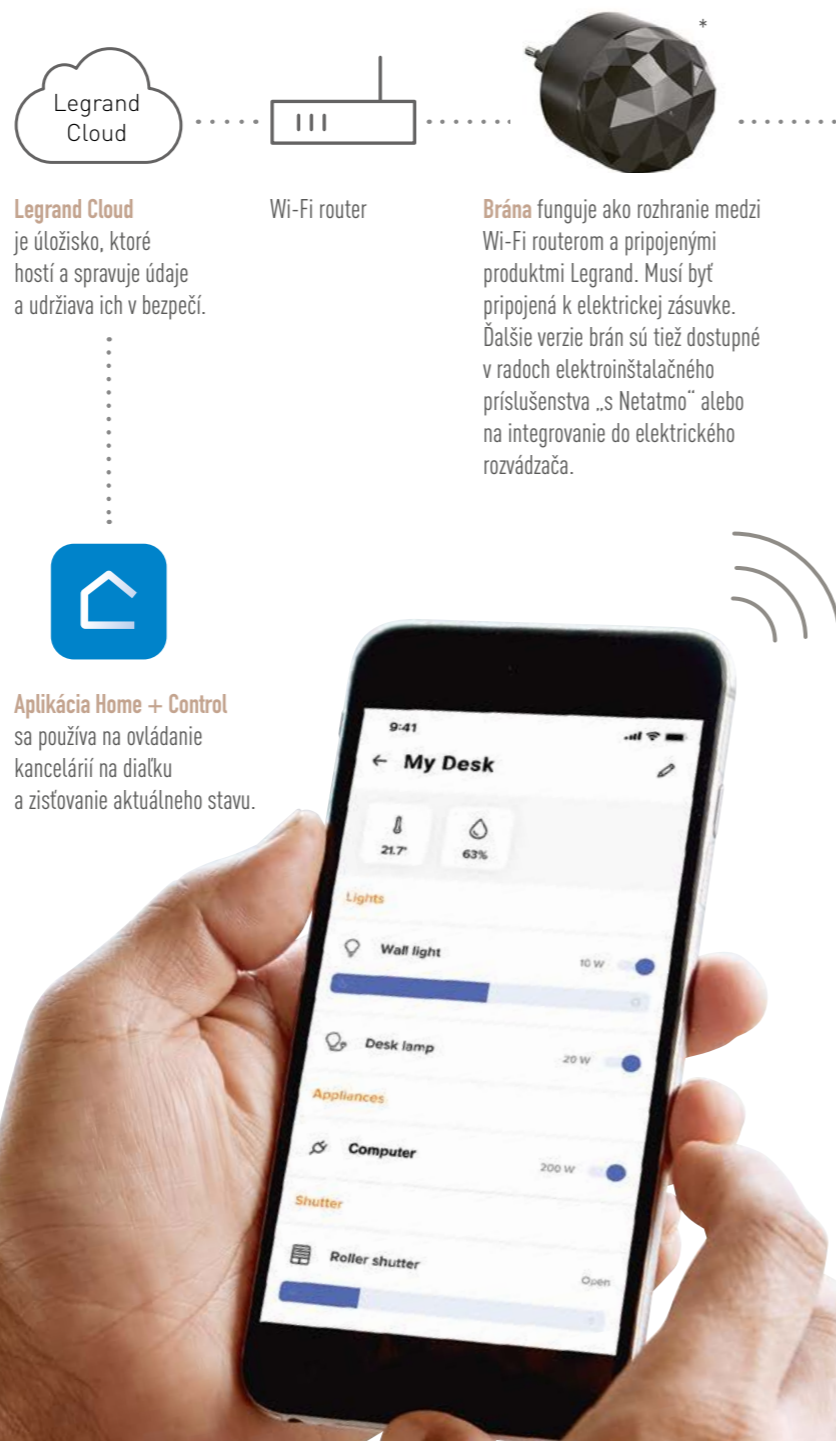 Legrand
Cloud
*
Legrand Cloud
je úložisko, ktoré
hostí a spravuje údaje
a udržiava ich v bezpečí.
Wi-Fi router
Brána funguje ako rozhranie medzi
Wi-Fi routerom a pripojenými
produktmi Legrand. Musí byť
pripojená k elektrickej zásuvke.
Ďalšie verzie brán sú tiež dostupné
v radoch elektroinštalačného
príslušenstva „s Netatmo“ alebo
na integrovanie do elektrického
rozvádzača.
Aplikácia Home + Control
sa používa na ovládanie
kancelárií na diaľku
a zisťovanie aktuálneho stavu.
9:41
← My Desk
21.7°
63%
Lights
Wall light 10 W
Desk lamp 20 W
Appliances
Computer 200 W
Shutter
Roller shutter Open